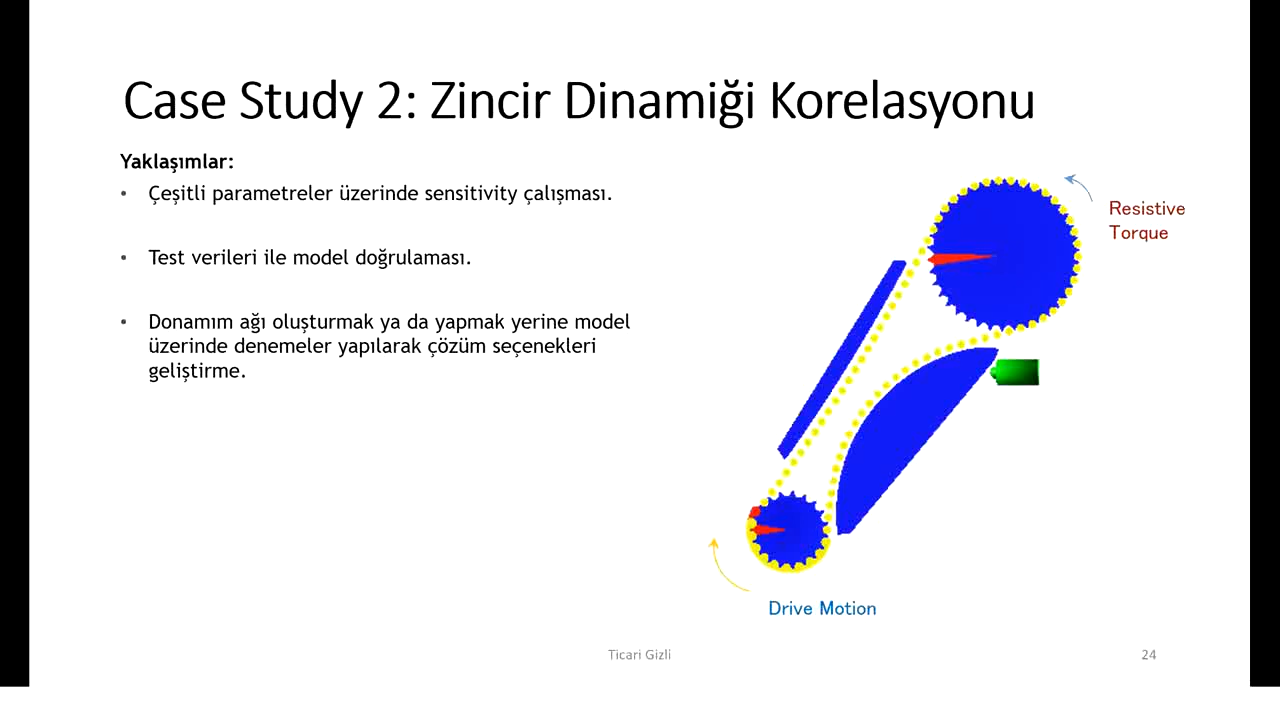 Case Study 2: Zincir Dinamiği Korelasyonu
Yaklaşımlar:
• Çeşitli parametreler üzerinde sensitivity çalışması.
• Test verileri ile model doğrulaması.
• Donamım ağı oluşturmak ya da yapmak yerine model
üzerinde denemeler yapılarak çözüm seçenekleri
geliştirme.
Resistive
Torque
Drive Motion
Ticari Gizli
24